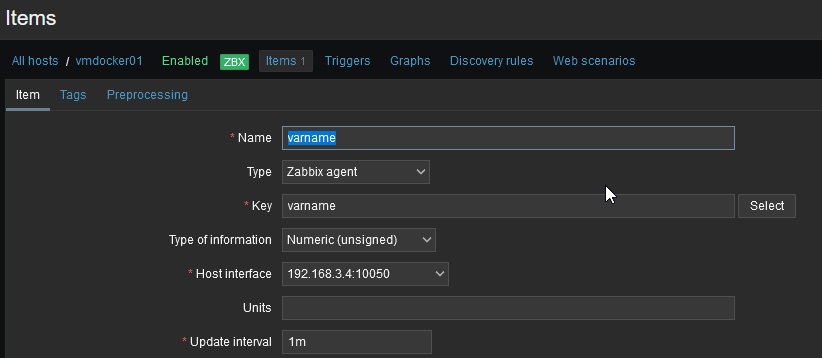 Items
All hosts / vmdocker01 Enabled ZBX Items 1 Triggers Graphs Discovery rules Web scenarios
Item Tags Preprocessing
* Name varname
Type Zabbix agent
* Key varname Select
Type of information Numeric (unsigned)
* Host interface 192.168.3.4:10050
Units
* Update interval 1m